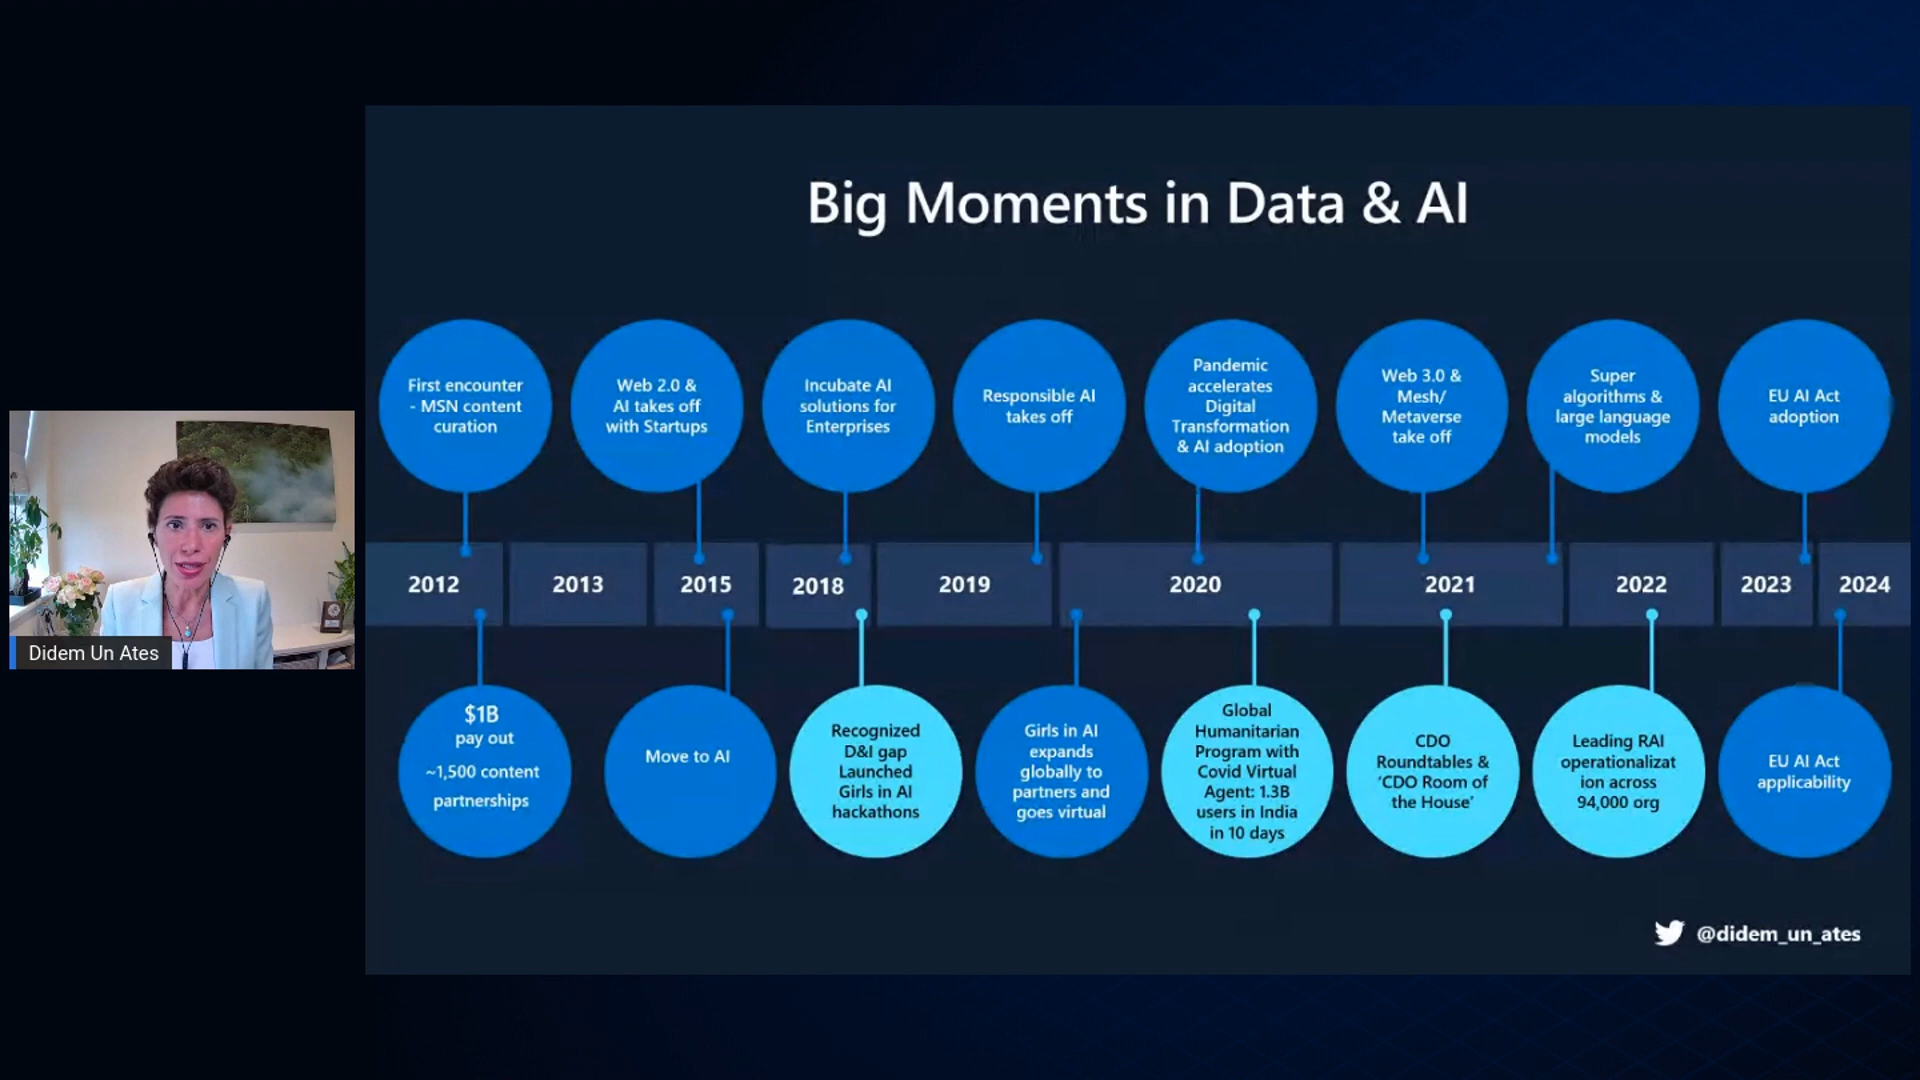 Big Moments in Data & AI
First encounter
- MSN content
curation
Web 2.0 &
AI takes off
with Startups
Incubate AI
solutions for
Enterprises
Responsible AI
takes off
Pandemic
accelerates
Digital
Transformation
& AI adoption
Web 3.0 &
Mesh/
Metaverse
take off
Super
algorithms &
large language
models
EU AI Act
adoption
2012
2013
2015
2018
2019
2020
2021
2022
2023
2024
$1B
pay out
~1,500 content
partnerships
Move to AI
Recognized
D&I gap
Launched
Girls in AI
hackathons
Girls in AI
expands
globally to
partners and
goes virtual
Global
Humanitarian
Program with
Covid Virtual
Agent: 1.3B
users in India
in 10 days
CDO
Roundtables &
'CDO Room of
the House'
Leading RAI
operationalizat
ion across
94,000 org
EU AI Act
applicability
Didem Un Ates
@didem_un_ates